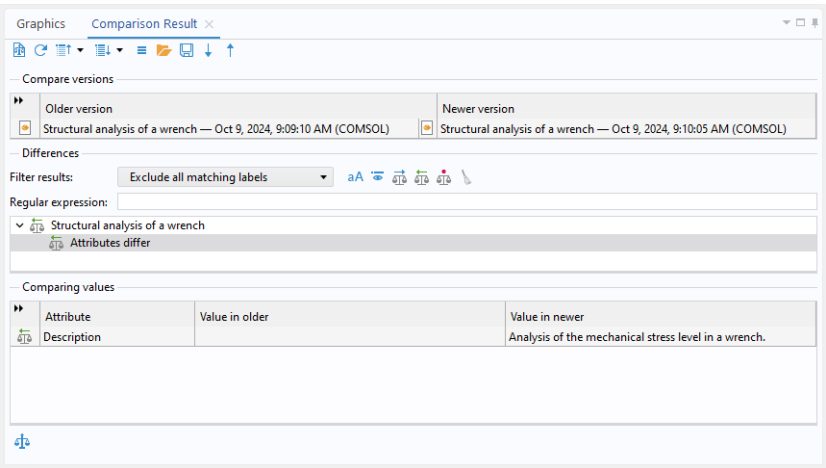 Graphics Comparison Result
Compare versions
Older version Newer version
Structural analysis of a wrench — Oct 9, 2024, 9:09:10 AM (COMSOL) Structural analysis of a wrench — Oct 9, 2024, 9:10:05 AM (COMSOL)
Differences
Filter results: Exclude all matching labels aA
Regular expression:
Structural analysis of a wrench
Attributes differ
Comparing values
Attribute Value in older Value in newer
Description Analysis of the mechanical stress level in a wrench.